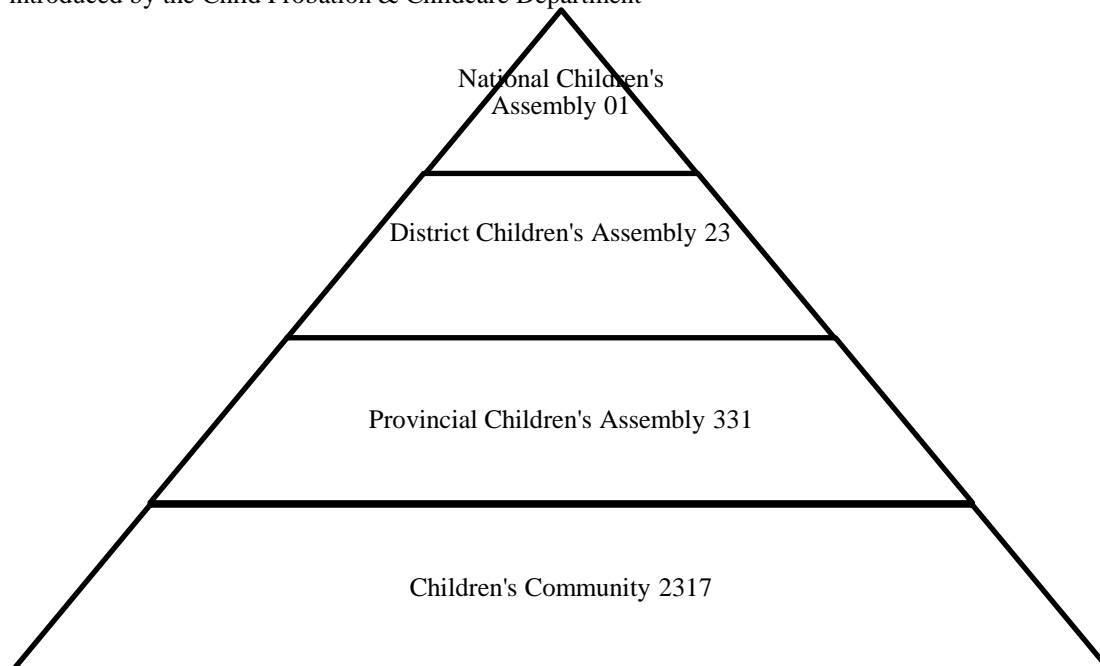 introduced by the Child Probation & Childcare Department
National Children's
Assembly 01
District Children's Assembly 23
Provincial Children's Assembly 331
Children's Community 2317